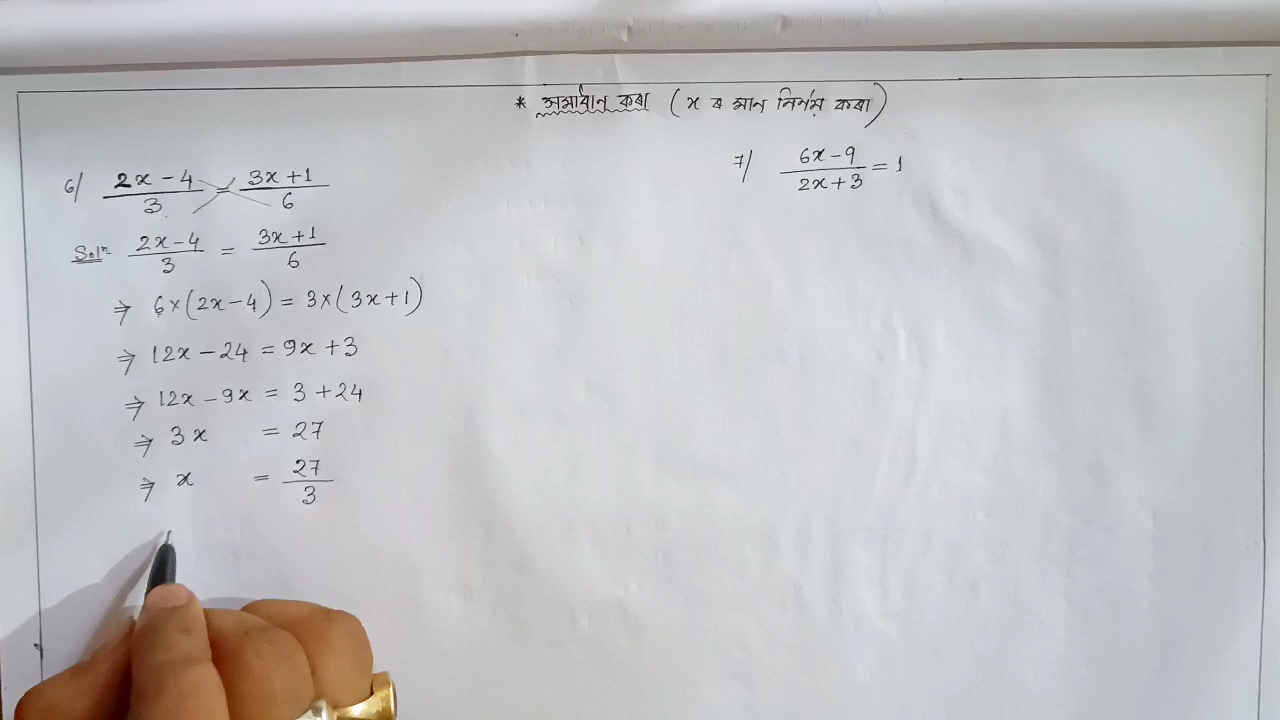 * সমাধান কৰা (x ৰ মান নিৰ্ণয় কৰা)
6/ (2x - 4)/3 = (3x + 1)/6
Solⁿ (2x - 4)/3 = (3x + 1)/6
⇒ 6 × (2x - 4) = 3 × (3x + 1)
⇒ 12x - 24 = 9x + 3
⇒ 12x - 9x = 3 + 24
⇒ 3x = 27
⇒ x = 27/3
7/ (6x - 9)/(2x + 3) = 1